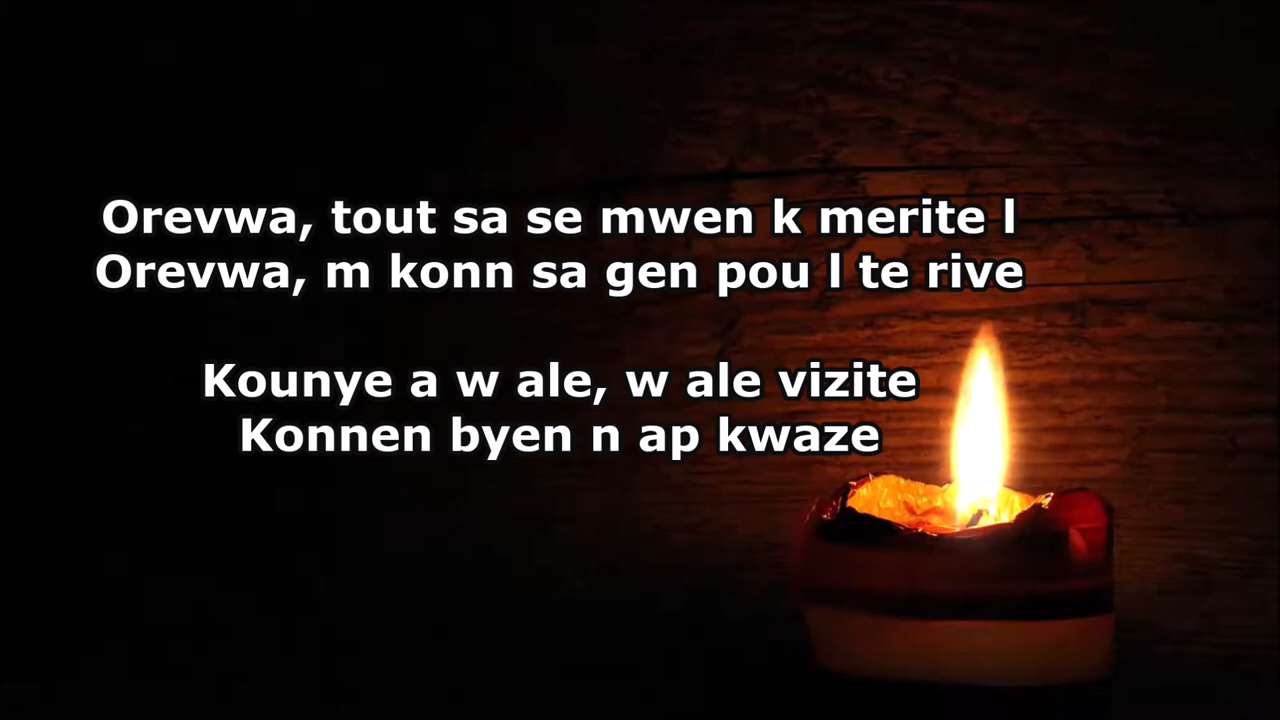 Orevwa, tout sa se mwen k merite l
Orevwa, m konn sa gen pou l te rive
Kounye a w ale, w ale vizite
Konnen byen n ap kwaze